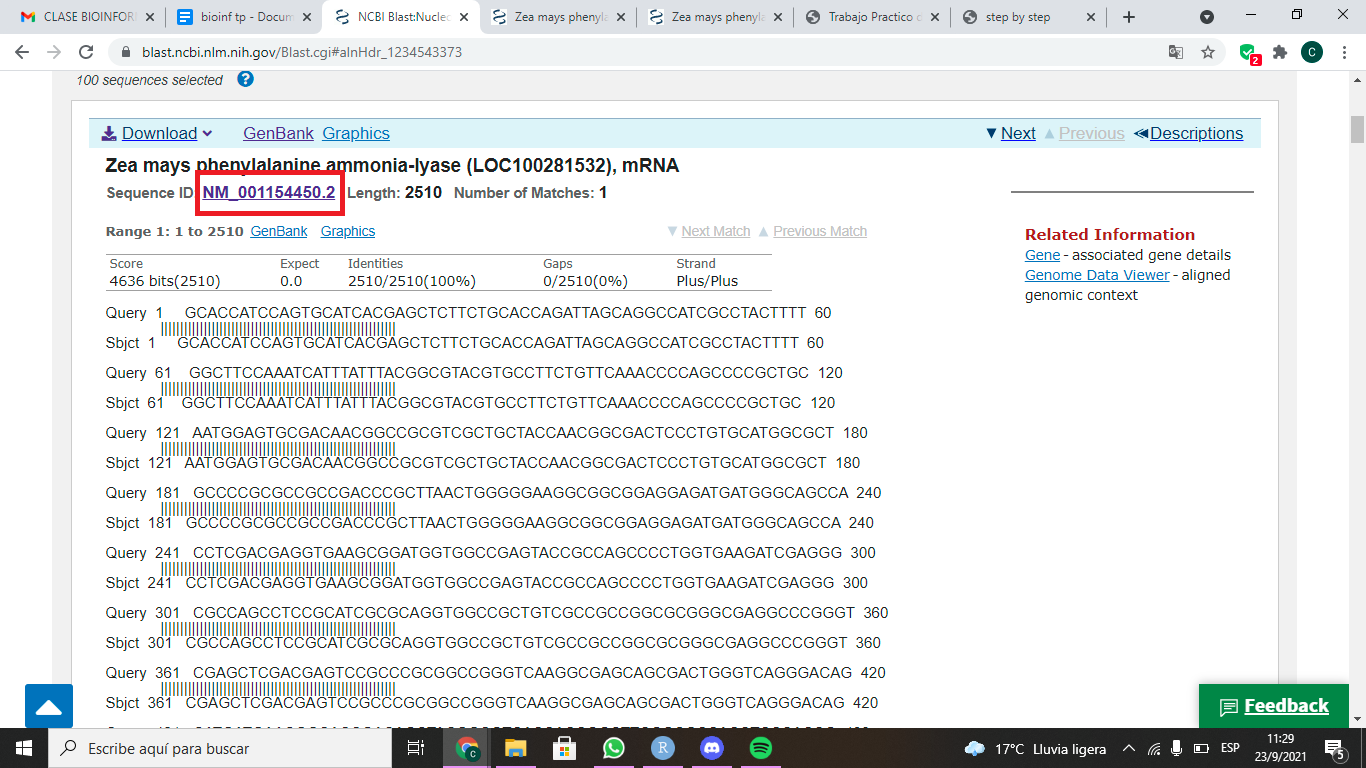 CLASE BIOINFOR
bioinf tp - Docum
NCBI Blast:Nucleo
Zea mays phenyla
Zea mays phenyla
Trabajo Practico d
step by step
blast.ncbi.nlm.nih.gov/Blast.cgi#alnHdr_1234543373
2
C
100 sequences selected ?
Download GenBank Graphics ▼ Next ▲ Previous ≪Descriptions
Zea mays phenylalanine ammonia-lyase (LOC100281532), mRNA
Sequence ID NM_001154450.2 Length: 2510 Number of Matches: 1
Range 1: 1 to 2510 GenBank Graphics ▼ Next Match ▲ Previous Match
Related Information
Gene - associated gene details
Genome Data Viewer - aligned
genomic context
Score Expect Identities Gaps Strand
4636 bits(2510) 0.0 2510/2510(100%) 0/2510(0%) Plus/Plus
Query 1 GCACCATCCAGTGCATCACGAGCTCTTCTGCACCAGATTAGCAGGCCATCGCCTACTTTT 60
Sbjct 1 GCACCATCCAGTGCATCACGAGCTCTTCTGCACCAGATTAGCAGGCCATCGCCTACTTTT 60
Query 61 GGCTTCCAAATCATTTATTTACGGCGTACGTGCCTTCTGTTCAAACCCCAGCCCCGCTGC 120
Sbjct 61 GGCTTCCAAATCATTTATTTACGGCGTACGTGCCTTCTGTTCAAACCCCAGCCCCGCTGC 120
Query 121 AATGGAGTGCGACAACGGCCGCGTCGCTGCTACCAACGGCGACTCCCTGTGCATGGCGCT 180
Sbjct 121 AATGGAGTGCGACAACGGCCGCGTCGCTGCTACCAACGGCGACTCCCTGTGCATGGCGCT 180
Query 181 GCCCCGCGCCGCCGACCCGCTTAACTGGGGGAAGGCGGCGGAGGAGATGATGGGCAGCCA 240
Sbjct 181 GCCCCGCGCCGCCGACCCGCTTAACTGGGGGAAGGCGGCGGAGGAGATGATGGGCAGCCA 240
Query 241 CCTCGACGAGGTGAAGCGGATGGTGGCCGAGTACCGCCAGCCCCTGGTGAAGATCGAGGG 300
Sbjct 241 CCTCGACGAGGTGAAGCGGATGGTGGCCGAGTACCGCCAGCCCCTGGTGAAGATCGAGGG 300
Query 301 CGCCAGCCTCCGCATCGCGCAGGTGGCCGCTGTCGCCGCCGGCGCGGGCGAGGCCCGGGT 360
Sbjct 301 CGCCAGCCTCCGCATCGCGCAGGTGGCCGCTGTCGCCGCCGGCGCGGGCGAGGCCCGGGT 360
Query 361 CGAGCTCGACGAGTCCGCCCGCGGCCGGGTCAAGGCGAGCAGCGACTGGGTCAGGGACAG 420
Sbjct 361 CGAGCTCGACGAGTCCGCCCGCGGCCGGGTCAAGGCGAGCAGCGACTGGGTCAGGGACAG 420
Feedback
Escribe aquí para buscar
C
R
17°C Lluvia ligera
ESP
11:29
23/9/2021
5